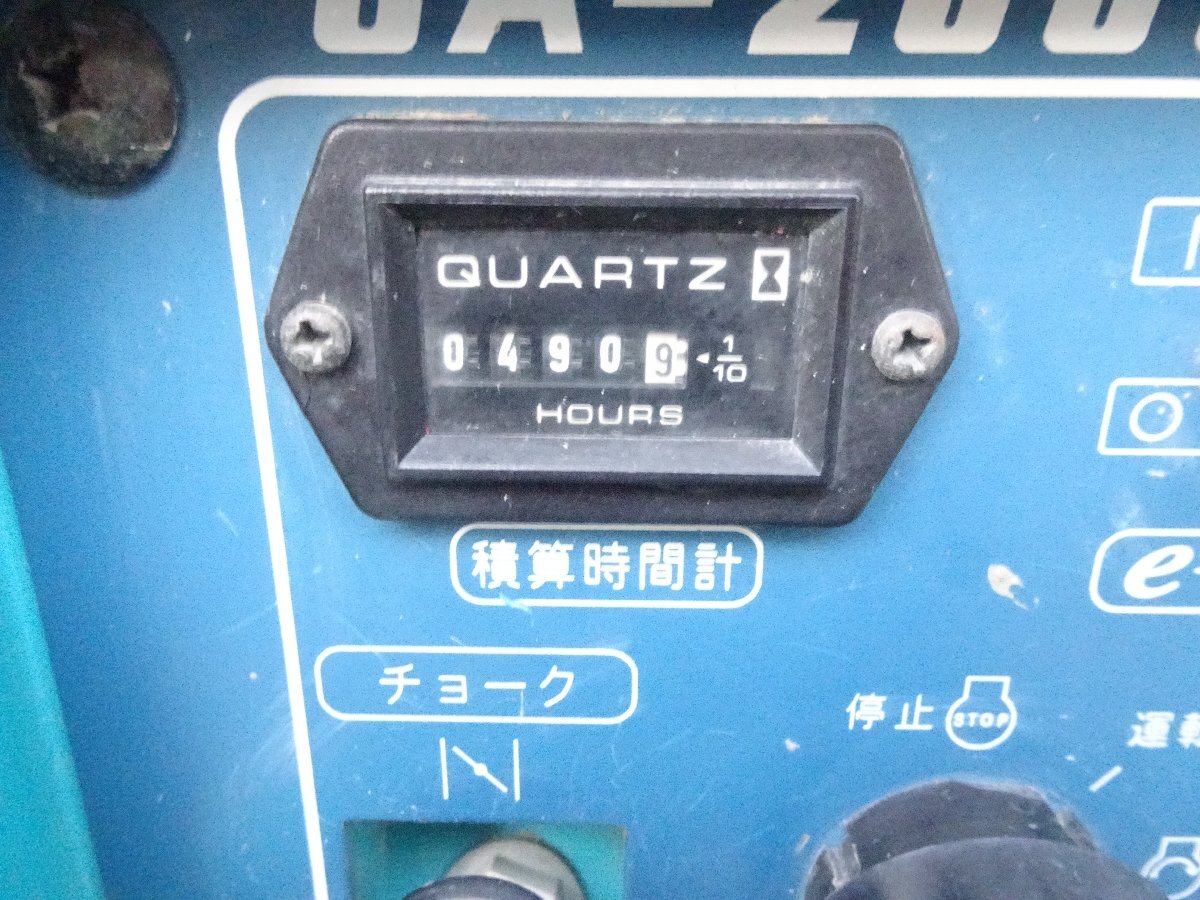 QUARTZ
04909 ◂ 1/10
HOURS
積算時間計
チョーク
停止 STOP